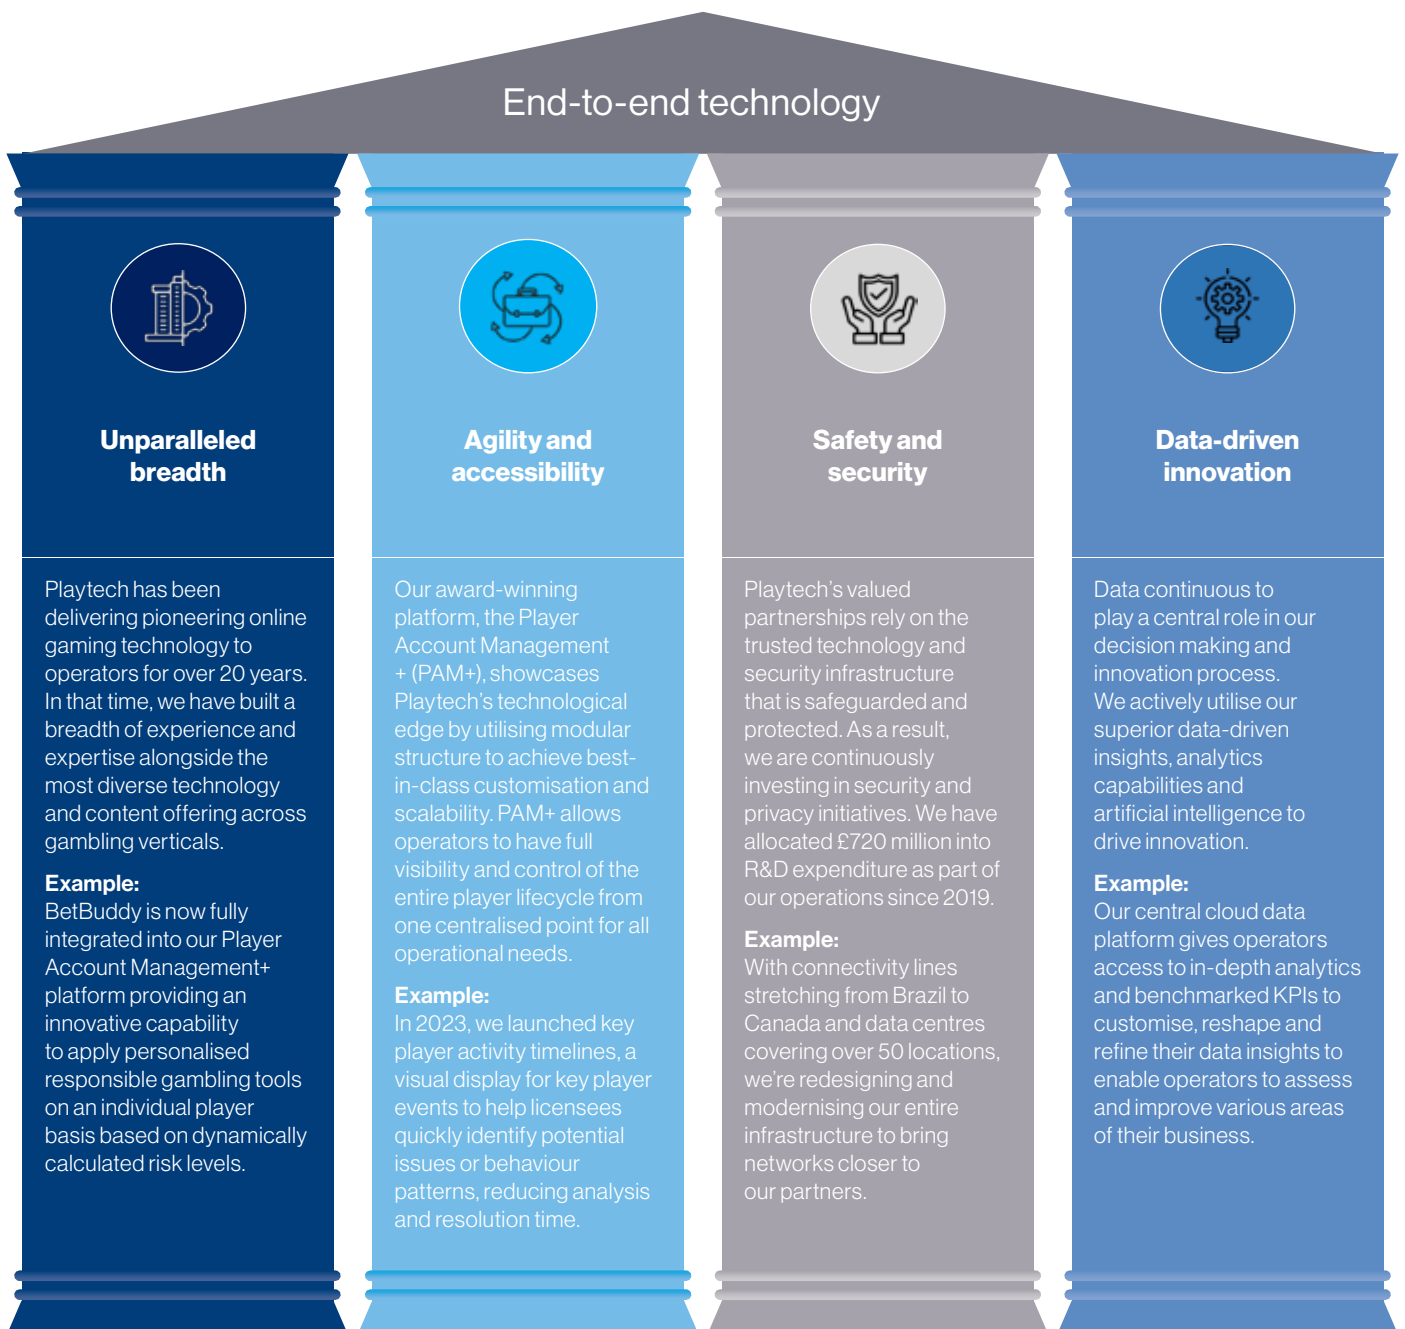 End-to-end technology
Unparalleled
breadth
Playtech has been
delivering pioneering online
gaming technology to
operators for over 20 years.
In that time, we have built a
breadth of experience and
expertise alongside the
most diverse technology
and content offering across
gambling verticals.
Example:
BetBuddy is now fully
integrated into our Player
Account Management+
platform providing an
innovative capability
to apply personalised
responsible gambling tools
on an individual player
basis based on dynamically
calculated risk levels.
Agility and
accessibility
Our award-winning
platform, the Player
Account Management
+ (PAM+), showcases
Playtech's technological
edge by utilising modular
structure to achieve best-
in-class customisation and
scalability. PAM+ allows
operators to have full
visibility and control of the
entire player lifecycle from
one centralised point for all
operational needs.
Example:
In 2023, we launched key
player activity timelines, a
visual display for key player
events to help licensees
quickly identify potential
issues or behaviour
patterns, reducing analysis
and resolution time.
Safety and
security
Playtech's valued
partnerships rely on the
trusted technology and
security infrastructure
that is safeguarded and
protected. As a result,
we are continuously
investing in security and
privacy initiatives. We have
allocated £720 million into
R&D expenditure as part of
our operations since 2019.
Example:
With connectivity lines
stretching from Brazil to
Canada and data centres
covering over 50 locations,
we're redesigning and
modernising our entire
infrastructure to bring
networks closer to
our partners.
Data-driven
innovation
Data continuous to
play a central role in our
decision making and
innovation process.
We actively utilise our
superior data-driven
insights, analytics
capabilities and
artificial intelligence to
drive innovation.
Example:
Our central cloud data
platform gives operators
access to in-depth analytics
and benchmarked KPIs to
customise, reshape and
refine their data insights to
enable operators to assess
and improve various areas
of their business.